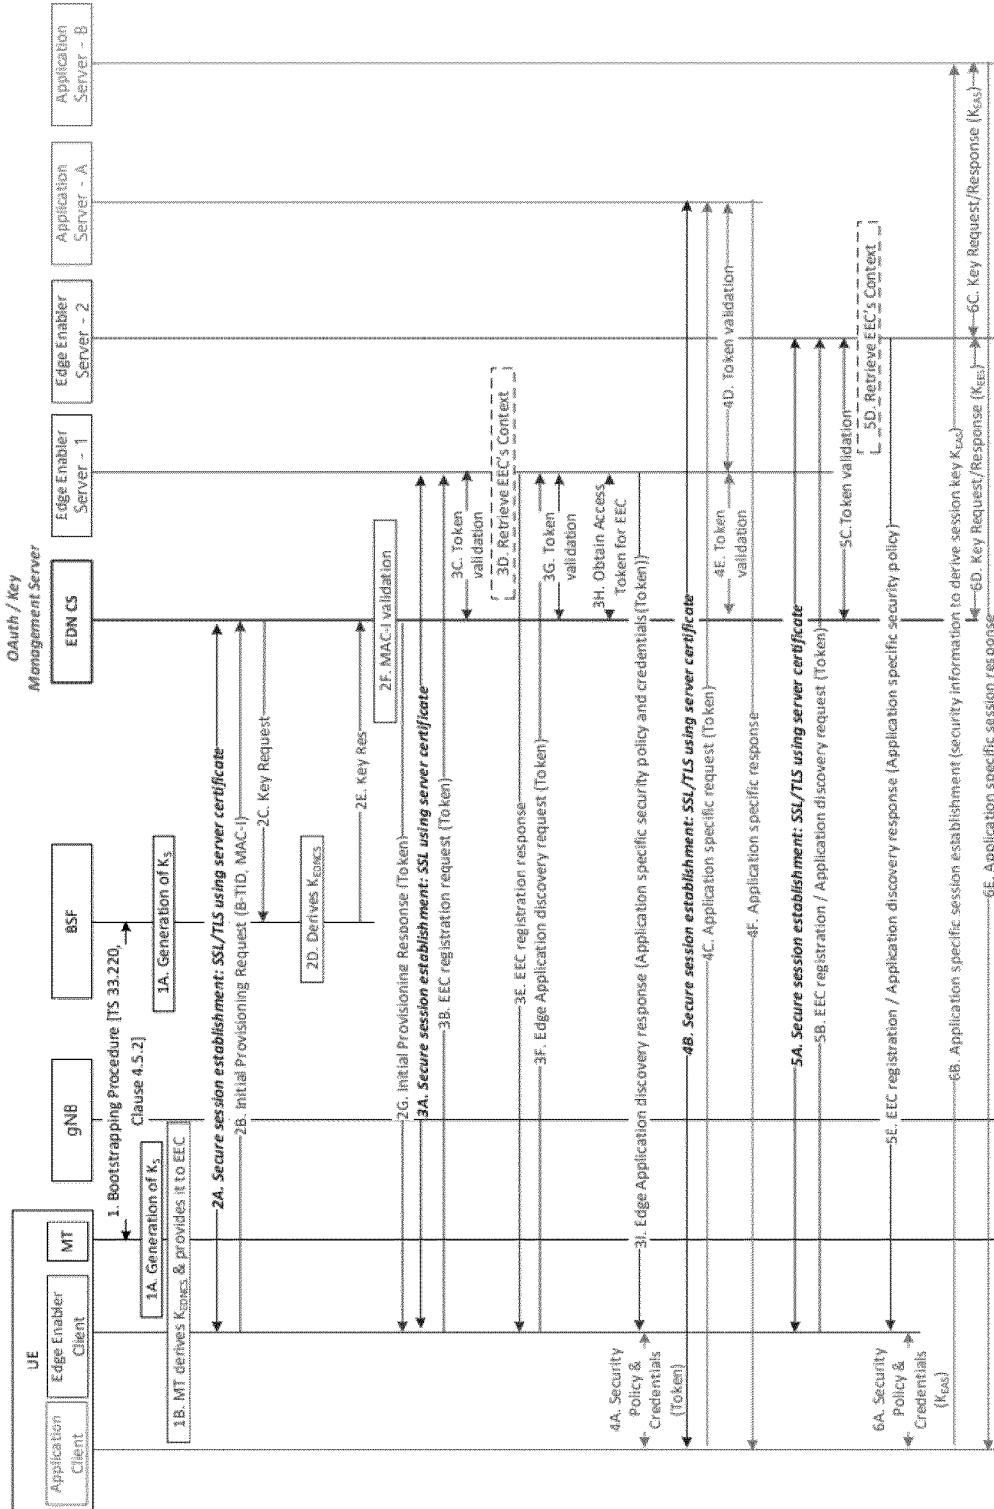 OAuth / Key
Management Server
UE
Application
Client
Edge Enabler
Client
MT
gNB
BSF
EDN CS
Edge Enabler
Server - 1
Edge Enabler
Server - 2
Application
Server - A
Application
Server - B
1. Bootstrapping Procedure [TS 33.220,
Clause 4.5.2]
1A. Generation of KS
1A. Generation of KS
1B. MT derives KEDNCS & provides it to EEC
2A. Secure session establishment: SSL/TLS using server certificate
2B. Initial Provisioning Request (B-TID, MAC-I)
2C. Key Request
2D. Derives KEDNCS
2E. Key Res
2F. MAC-I validation
2G. Initial Provisioning Response (Token)
3A. Secure session establishment: SSL using server certificate
3B. EEC registration request (Token)
3C. Token
validation
3D. Retrieve EEC's Context
3E. EEC registration response
3F. Edge Application discovery request (Token)
3G. Token
validation
3H. Obtain Access
Token for EEC
3I. Edge Application discovery response (Application specific security policy and credentials(Token))
4A. Security
Policy &
Credentials
(Token)
4B. Secure session establishment: SSL/TLS using server certificate
4C. Application specific request (Token)
4D. Token validation
4E. Token
validation
4F. Application specific response
5A. Secure session establishment: SSL/TLS using server certificate
5B. EEC registration / Application discovery request (Token)
5C.Token validation
5D. Retrieve EEC's Context
5E. EEC registration / Application discovery response (Application specific security policy)
6A. Security
Policy &
Credentials
(KEAS)
6B. Application specific session establishment (security information to derive session key KEAS)
6D. Key Request/Response (KEES)
6C. Key Request/Response (KEAS)
6E. Application specific session response